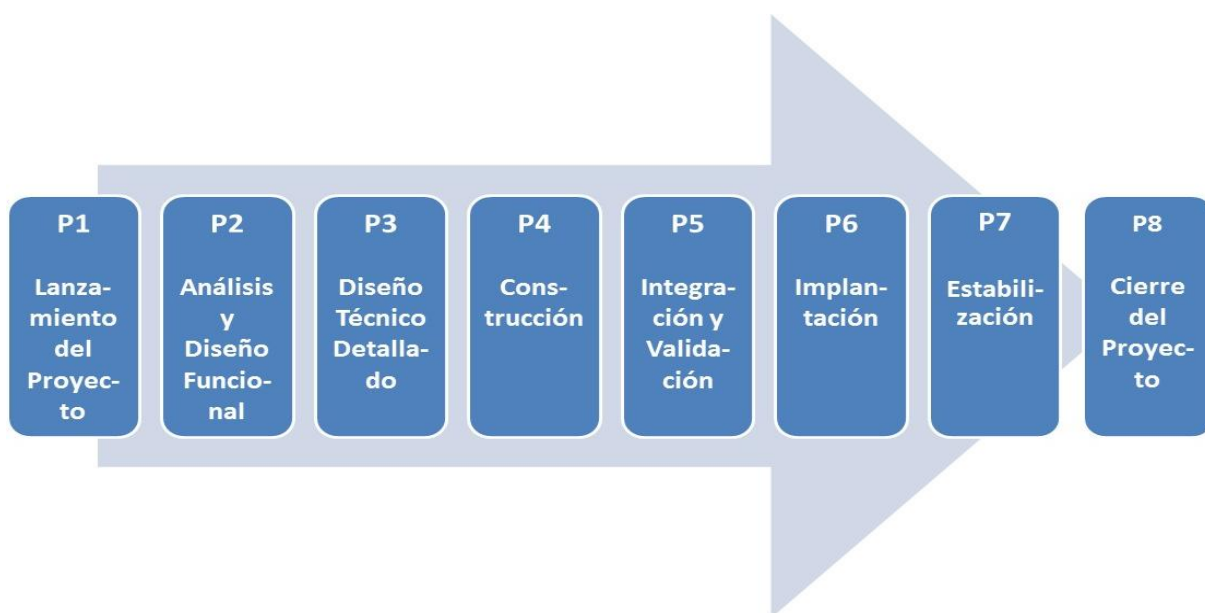 P1
Lanza-
miento
del
Proyec-
to
P2
Análisis
y
Diseño
Funcio-
nal
P3
Diseño
Técnico
Detalla-
do
P4
Cons-
trucción
P5
Integra-
ción y
Valida-
ción
P6
Implan-
tación
P7
Estabili-
zación
P8
Cierre
del
Proyec-
to